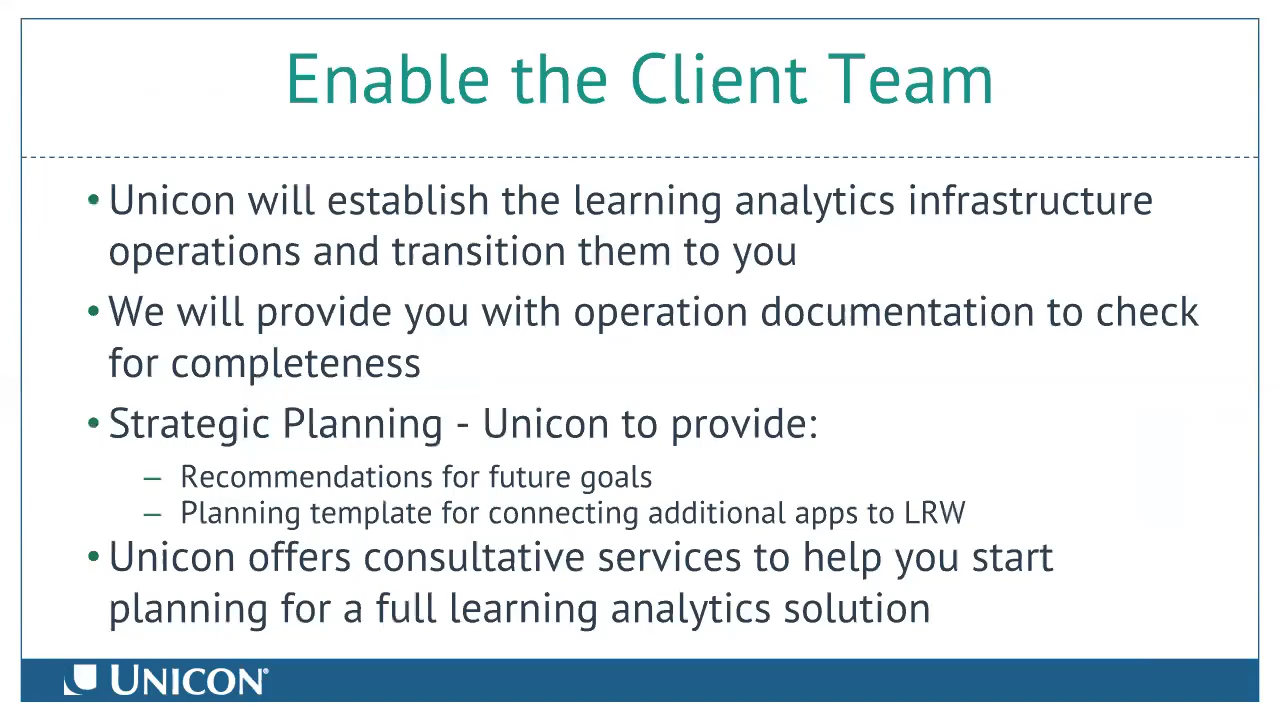 Enable the Client Team
• Unicon will establish the learning analytics infrastructure
operations and transition them to you
• We will provide you with operation documentation to check
for completeness
• Strategic Planning - Unicon to provide:
– Recommendations for future goals
– Planning template for connecting additional apps to LRW
• Unicon offers consultative services to help you start
planning for a full learning analytics solution
UNICON®